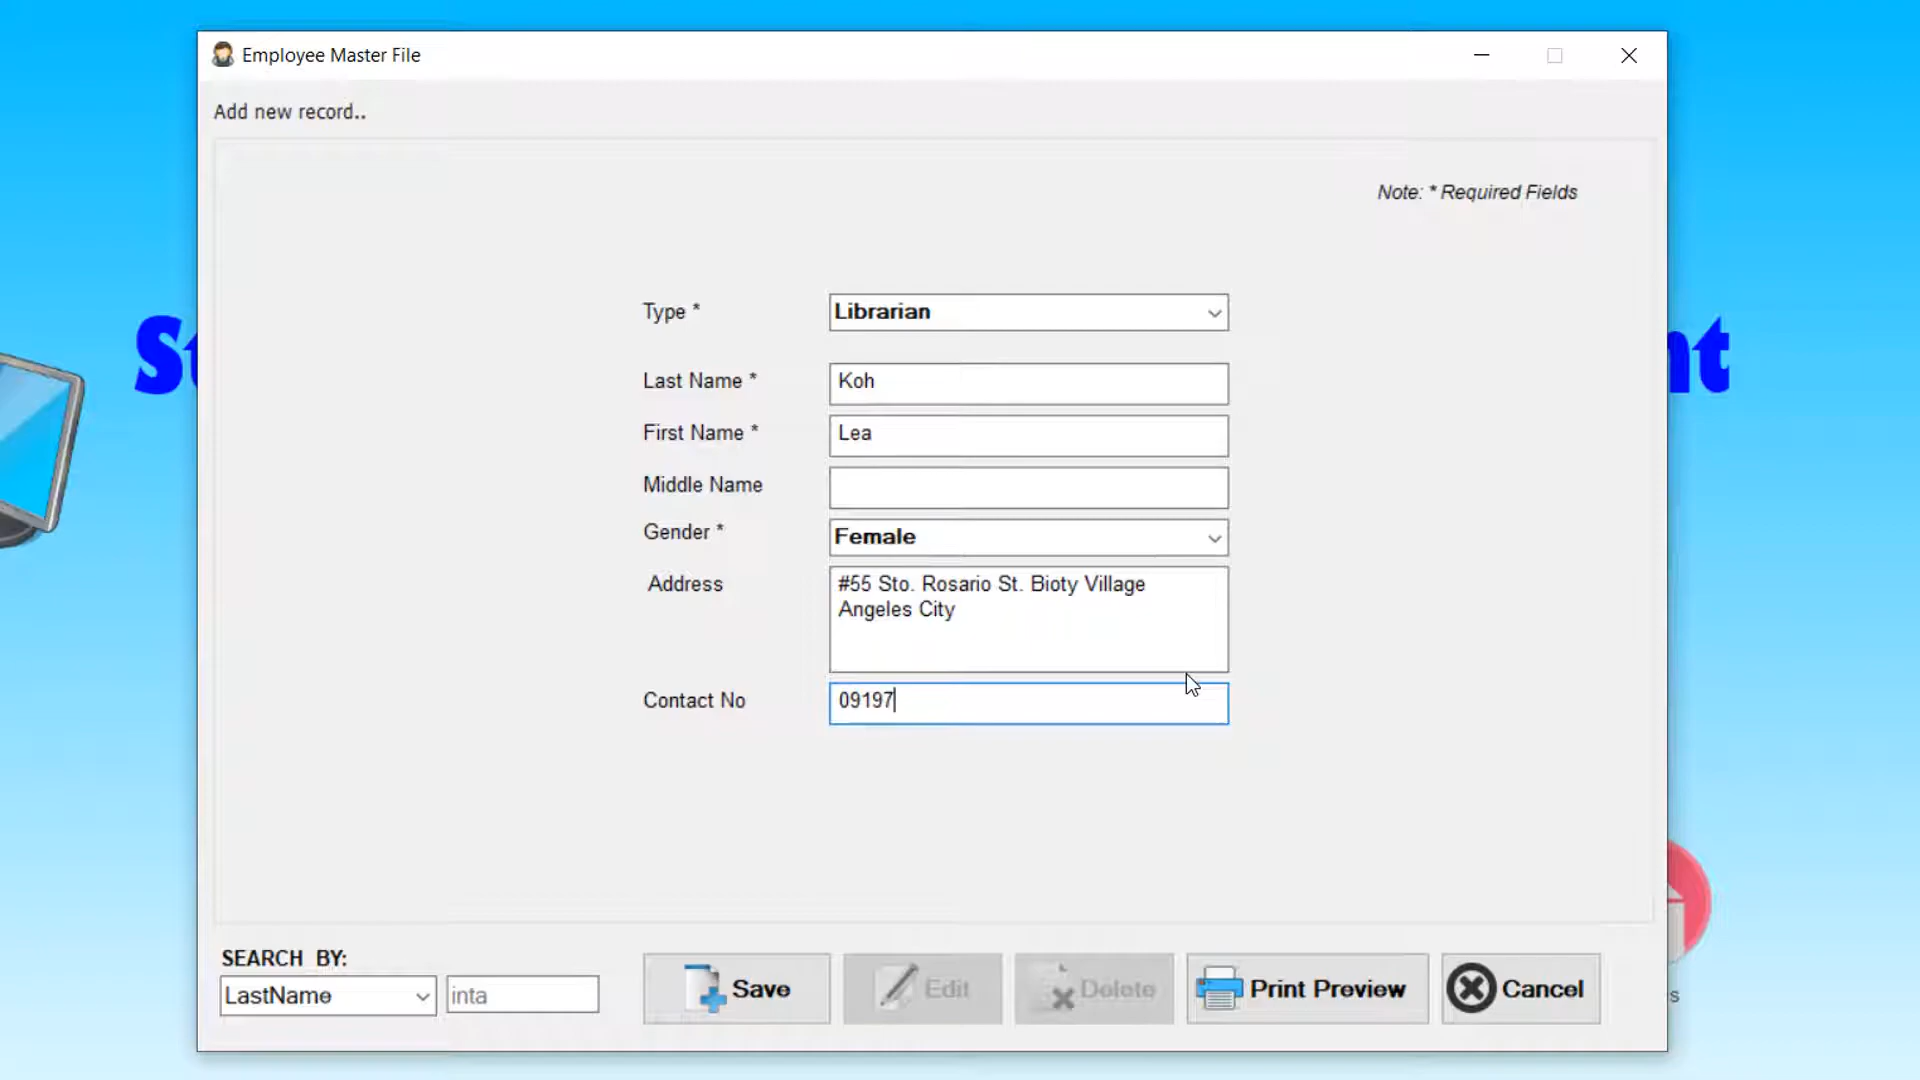 Employee Master File
Add new record..
Note: * Required Fields
Type * Librarian
Last Name * Koh
First Name * Lea
Middle Name
Gender * Female
Address #55 Sto. Rosario St. Bioty Village
Angeles City
Contact No 09197
SEARCH BY:
LastName inta
Save Edit Delete Print Preview Cancel